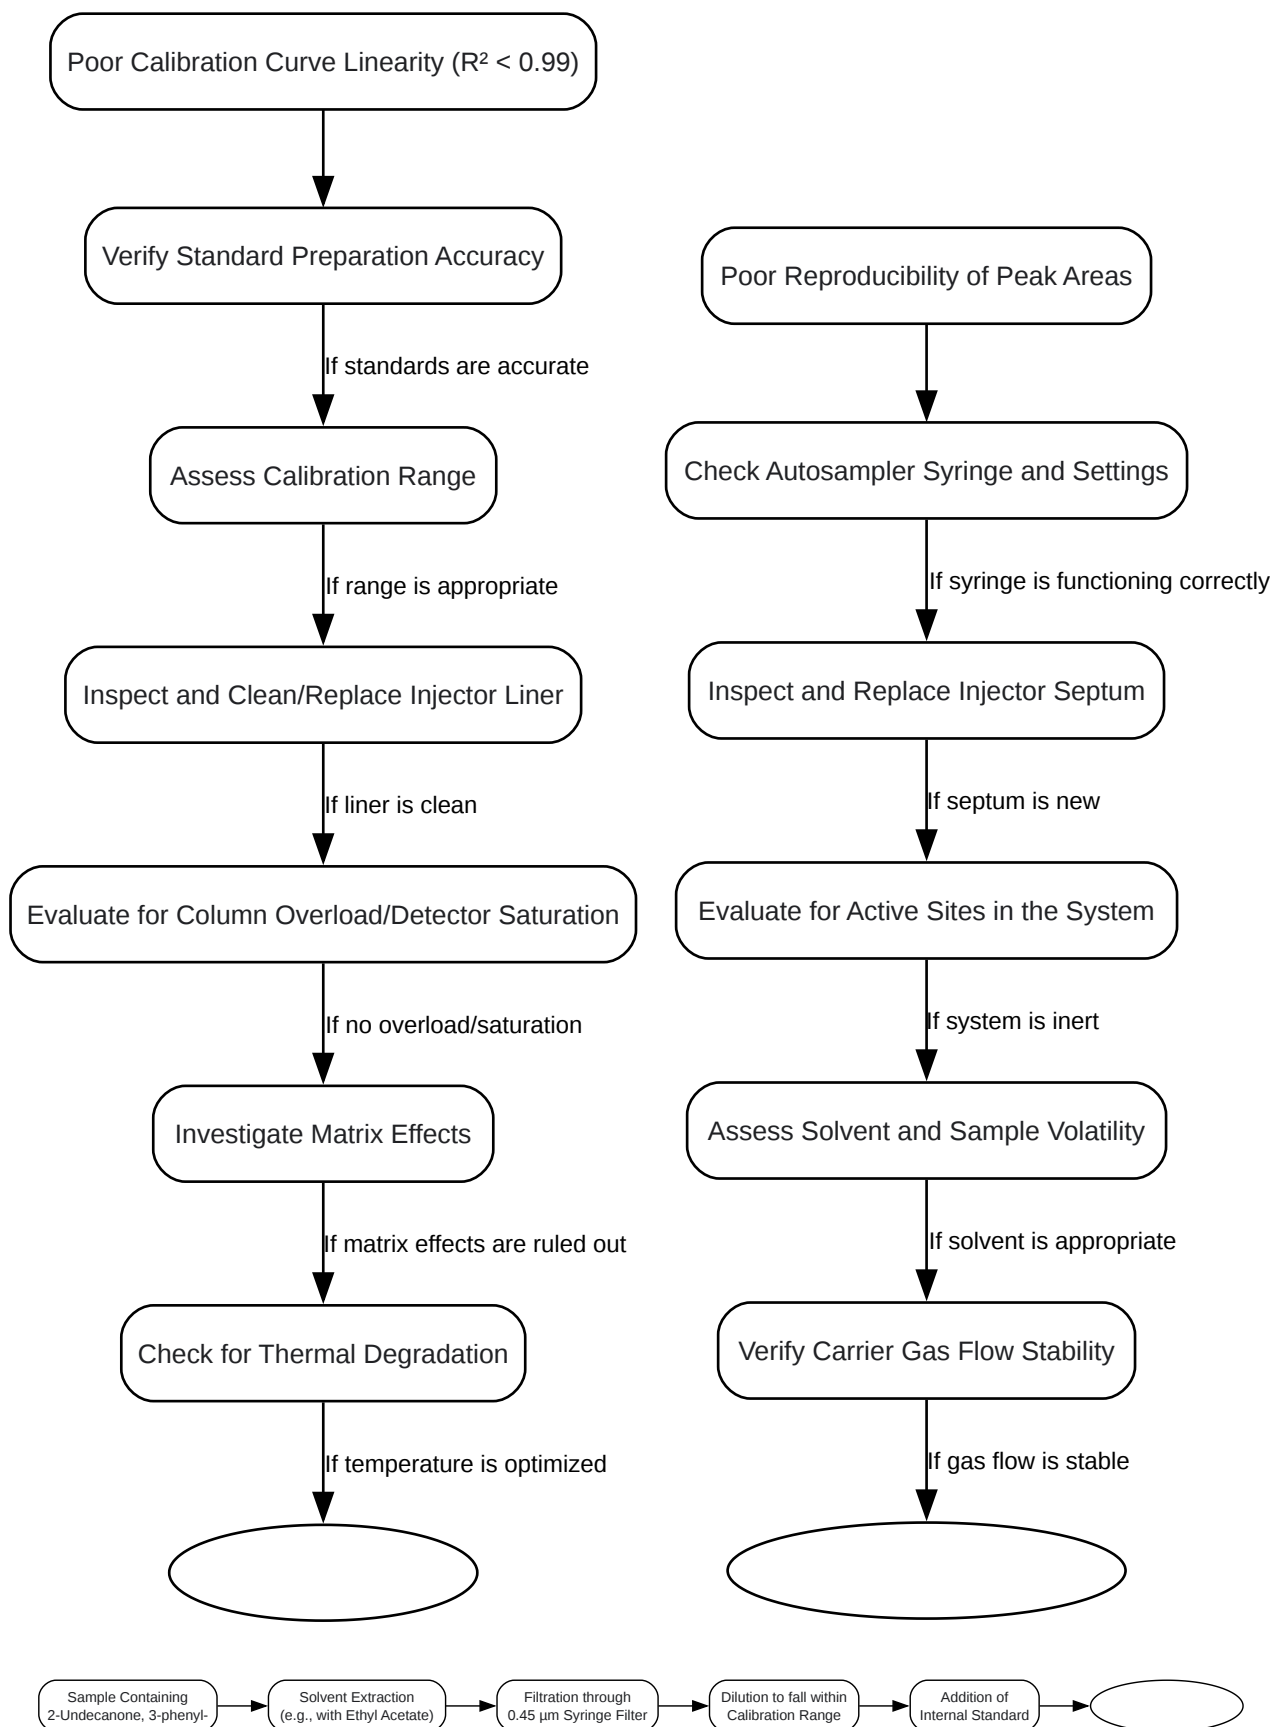 Poor Calibration Curve Linearity (R² < 0.99)
Verify Standard Preparation Accuracy
If standards are accurate
Assess Calibration Range
If range is appropriate
Inspect and Clean/Replace Injector Liner
If liner is clean
Evaluate for Column Overload/Detector Saturation
If no overload/saturation
Investigate Matrix Effects
If matrix effects are ruled out
Check for Thermal Degradation
If temperature is optimized
Poor Reproducibility of Peak Areas
Check Autosampler Syringe and Settings
If syringe is functioning correctly
Inspect and Replace Injector Septum
If septum is new
Evaluate for Active Sites in the System
If system is inert
Assess Solvent and Sample Volatility
If solvent is appropriate
Verify Carrier Gas Flow Stability
If gas flow is stable
Sample Containing
2-Undecanone, 3-phenyl-
Solvent Extraction
(e.g., with Ethyl Acetate)
Filtration through
0.45 µm Syringe Filter
Dilution to fall within
Calibration Range
Addition of
Internal Standard